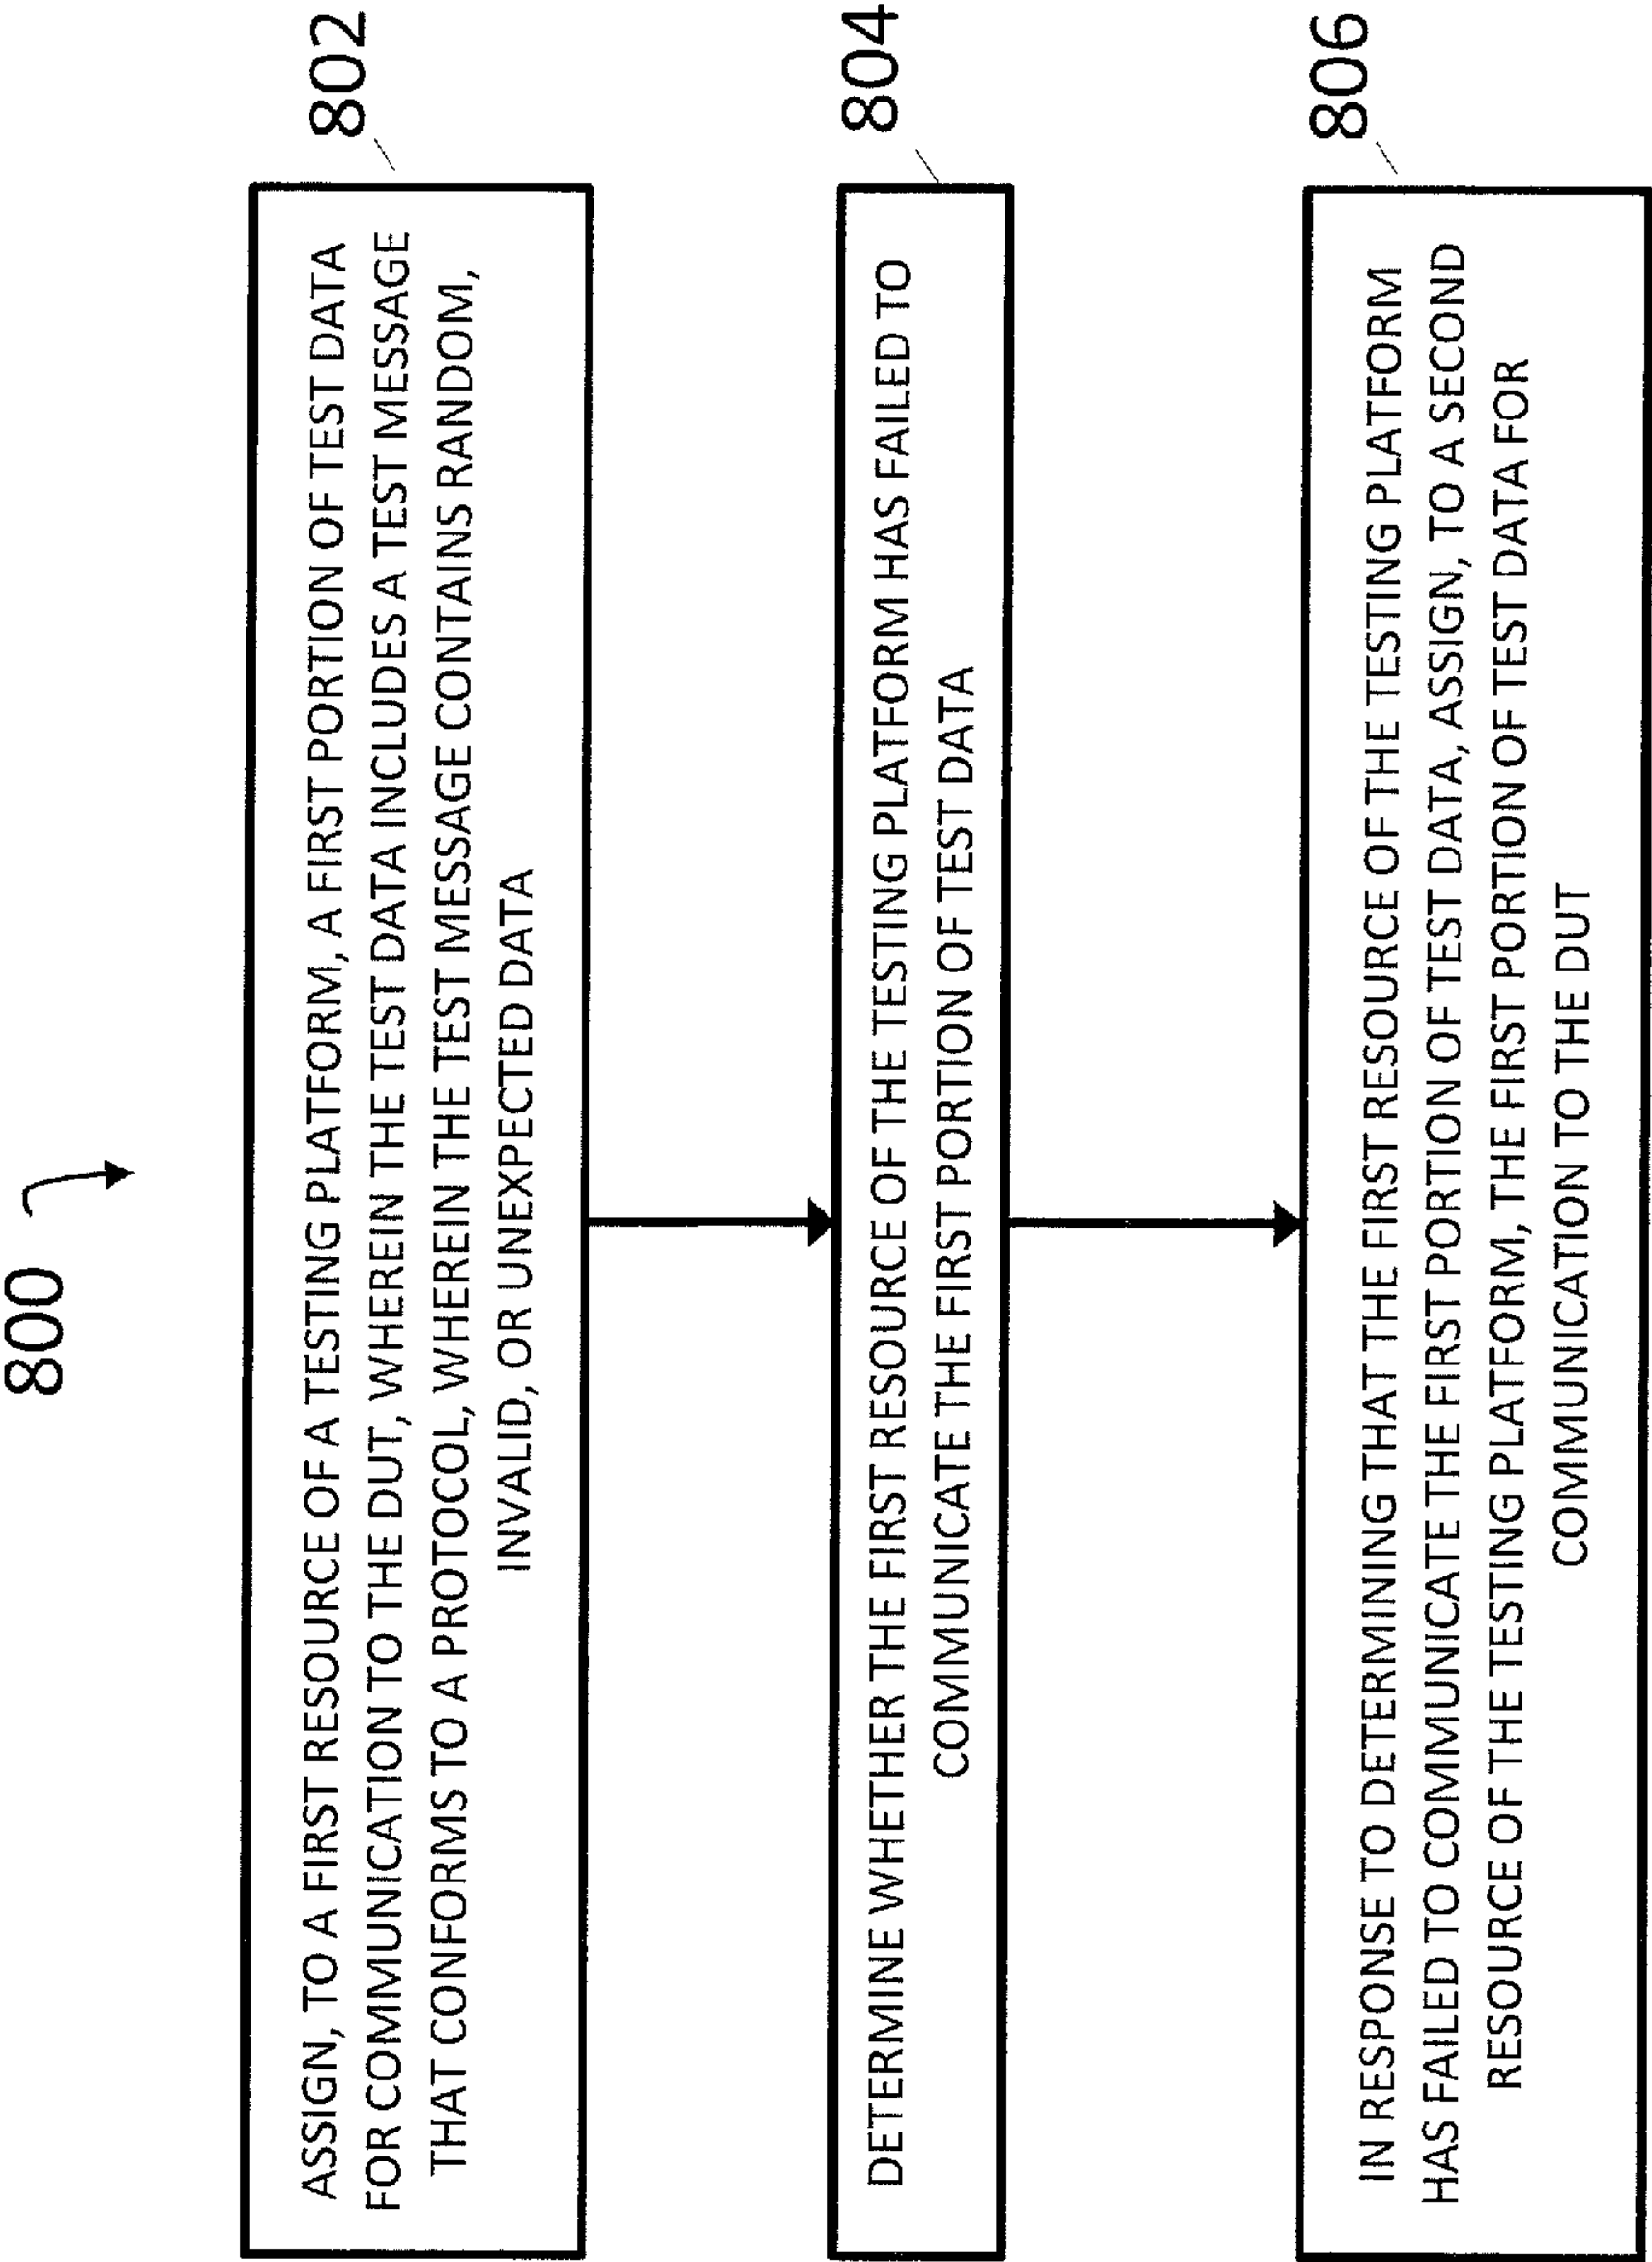 800
802
ASSIGN, TO A FIRST RESOURCE OF A TESTING PLATFORM, A FIRST PORTION OF TEST DATA
FOR COMMUNICATION TO THE DUT, WHEREIN THE TEST DATA INCLUDES A TEST MESSAGE
THAT CONFORMS TO A PROTOCOL, WHEREIN THE TEST MESSAGE CONTAINS RANDOM,
INVALID, OR UNEXPECTED DATA
804
DETERMINE WHETHER THE FIRST RESOURCE OF THE TESTING PLATFORM HAS FAILED TO
COMMUNICATE THE FIRST PORTION OF TEST DATA
806
IN RESPONSE TO DETERMINING THAT THE FIRST RESOURCE OF THE TESTING PLATFORM
HAS FAILED TO COMMUNICATE THE FIRST PORTION OF TEST DATA, ASSIGN, TO A SECOND
RESOURCE OF THE TESTING PLATFORM, THE FIRST PORTION OF TEST DATA FOR
COMMUNICATION TO THE DUT